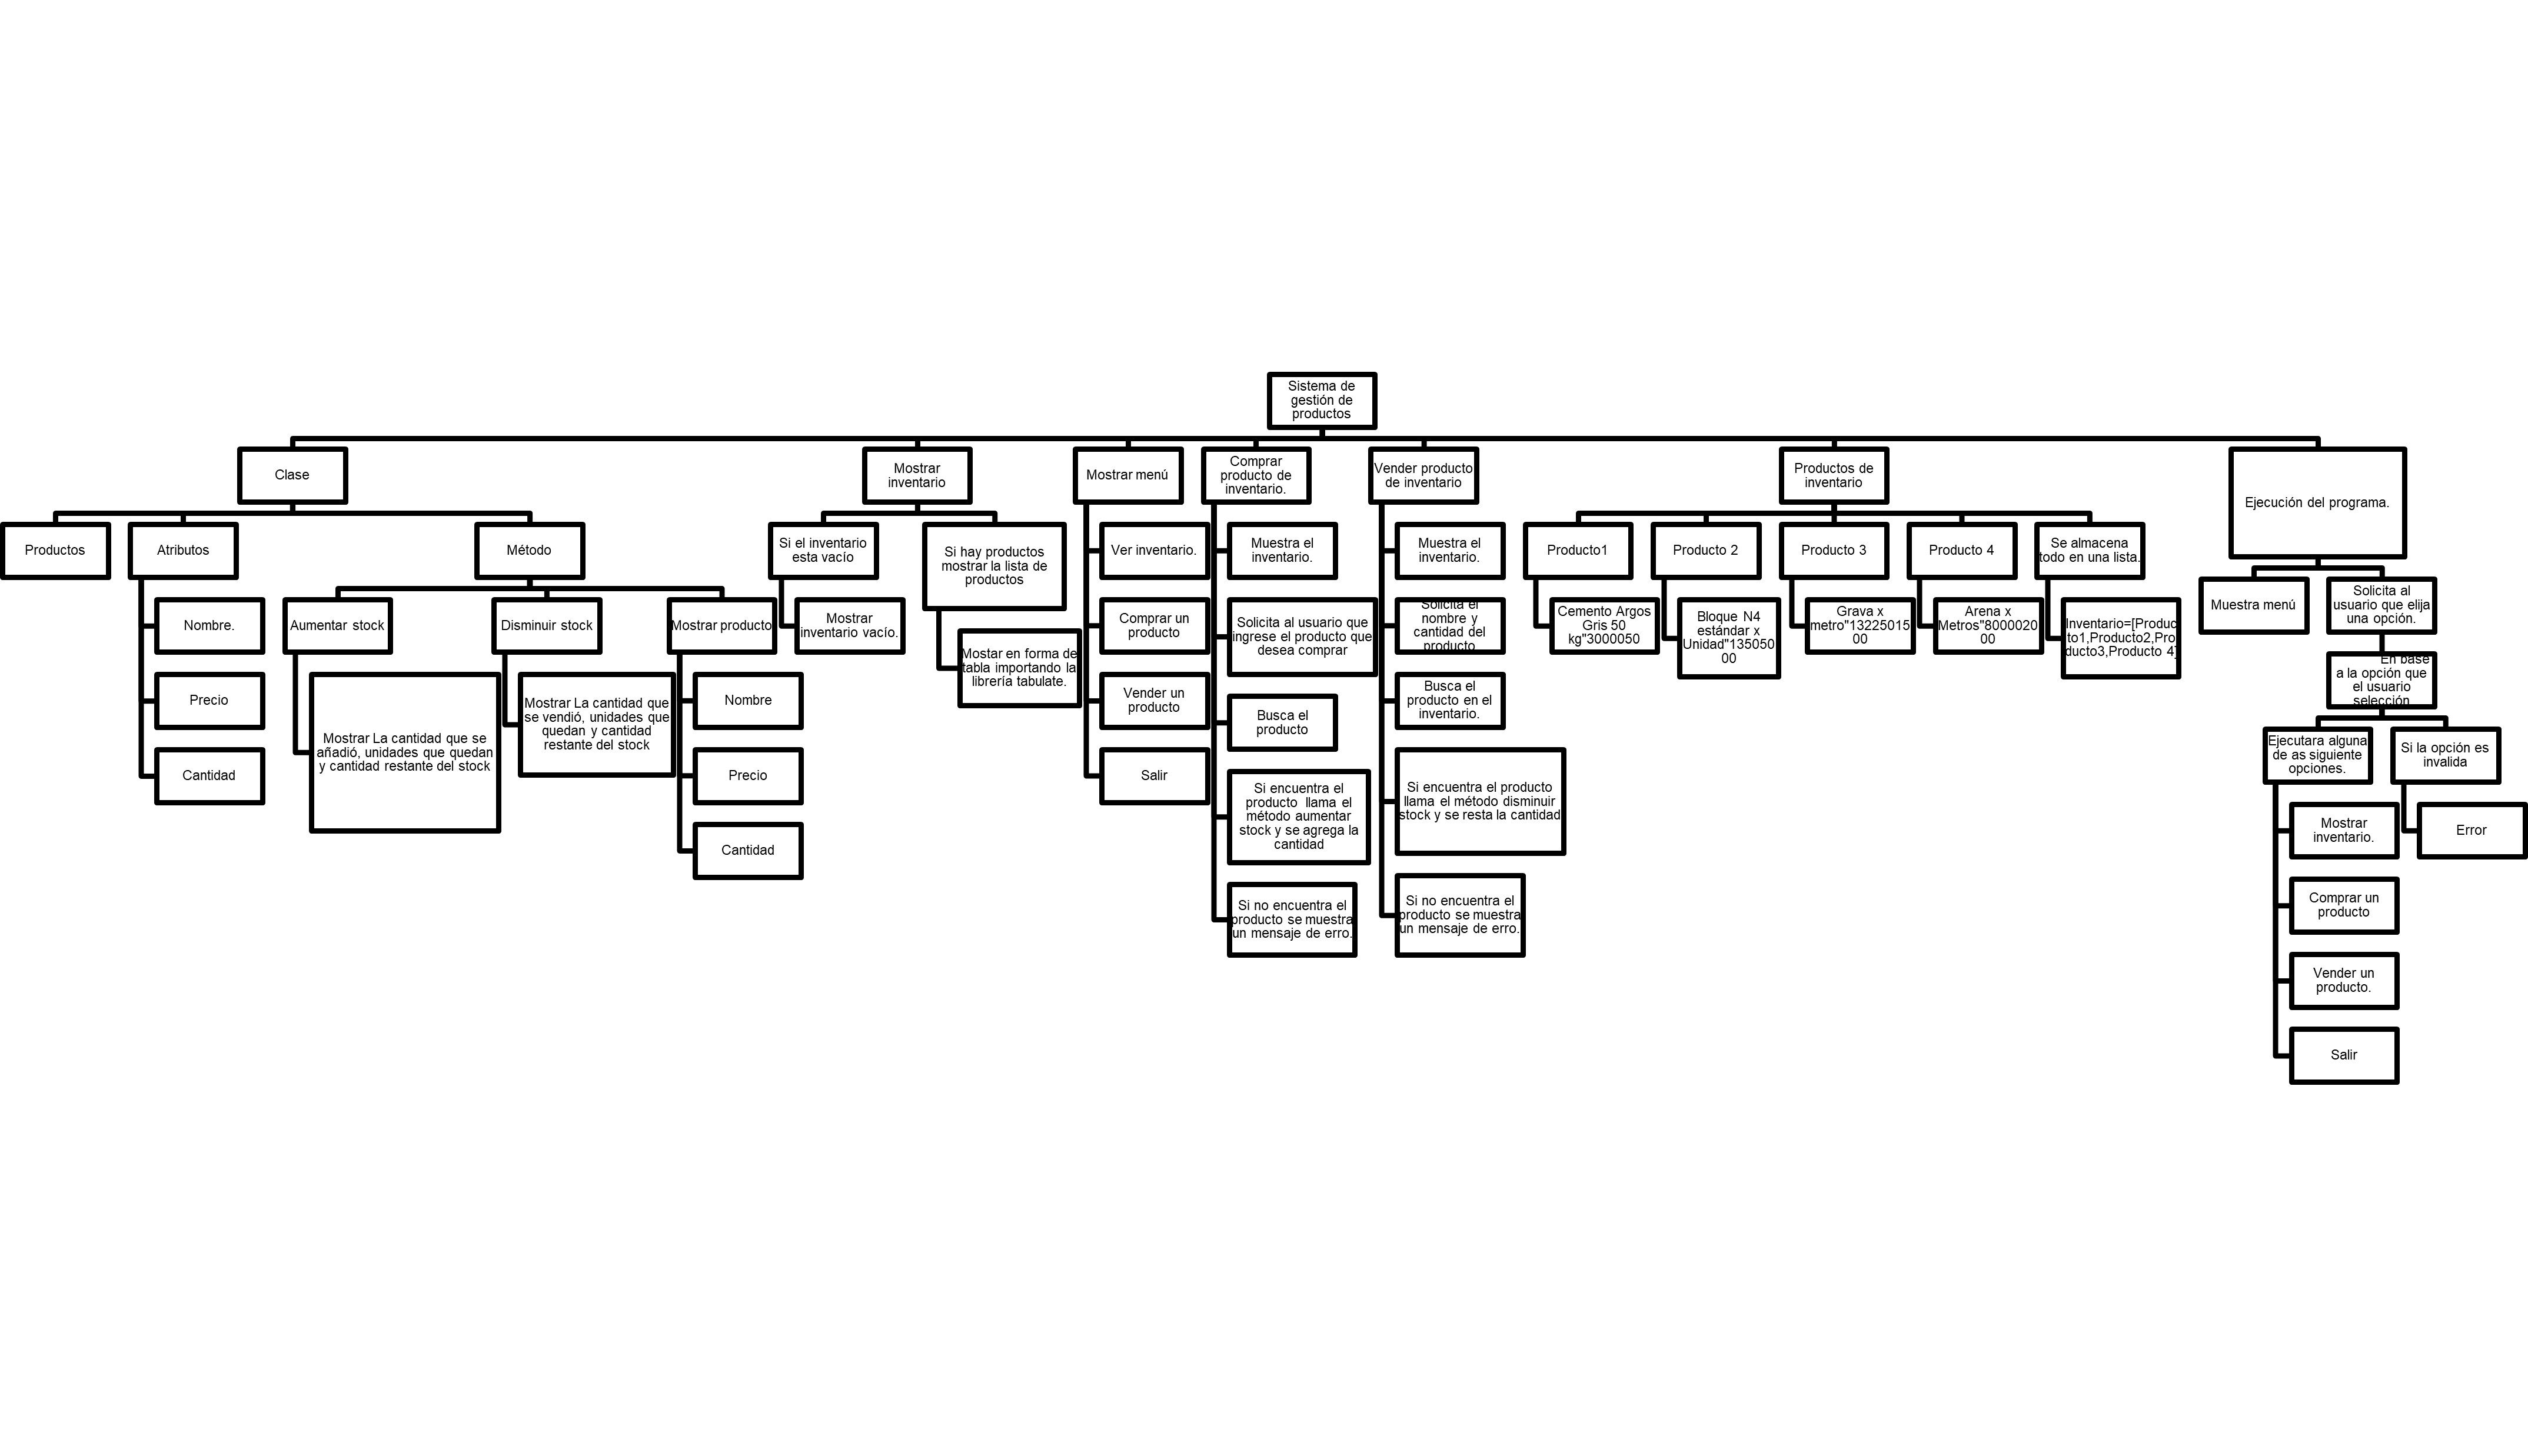 Sistema de
gestión de
productos
Clase
Productos
Atributos
Nombre.
Precio
Cantidad
Método
Aumentar stock
Mostrar La cantidad que se
añadió, unidades que quedan
y cantidad restante del stock
Disminuir stock
Mostrar La cantidad que
se vendió, unidades que
quedan y cantidad
restante del stock
Mostrar producto
Nombre
Precio
Cantidad
Mostrar
inventario
Si el inventario
esta vacío
Mostrar
inventario vacío.
Si hay productos
mostrar la lista de
productos
Mostar en forma de
tabla importando la
librería tabulate.
Mostrar menú
Ver inventario.
Comprar un
producto
Vender un
producto
Salir
Comprar
producto de
inventario.
Muestra el
inventario.
Solicita al usuario que
ingrese el producto que
desea comprar
Busca el
producto
Si encuentra el
producto llama el
método aumentar
stock y se agrega la
cantidad
Si no encuentra el
producto se muestra
un mensaje de erro.
Vender producto
de inventario
Muestra el
inventario.
Solicita el
nombre y
cantidad del
producto
Busca el
producto en el
inventario.
Si encuentra el producto
llama el método disminuir
stock y se resta la cantidad
Si no encuentra el
producto se muestra
un mensaje de erro.
Productos de
inventario
Producto1
Cemento Argos
Gris 50
kg"3000050
Producto 2
Bloque N4
estándar x
Unidad"135050
00
Producto 3
Grava x
metro"13225015
00
Producto 4
Arena x
Metros"8000020
00
Se almacena
todo en una lista.
Inventario=[Produc
to1,Producto2,Pro
ducto3,Producto 4]
Ejecución del programa.
Muestra menú
Solicita al
usuario que elija
una opción.
En base
a la opción que
el usuario
selección
Ejecutara alguna
de as siguiente
opciones.
Mostrar
inventario.
Comprar un
producto
Vender un
producto.
Salir
Si la opción es
invalida
Error